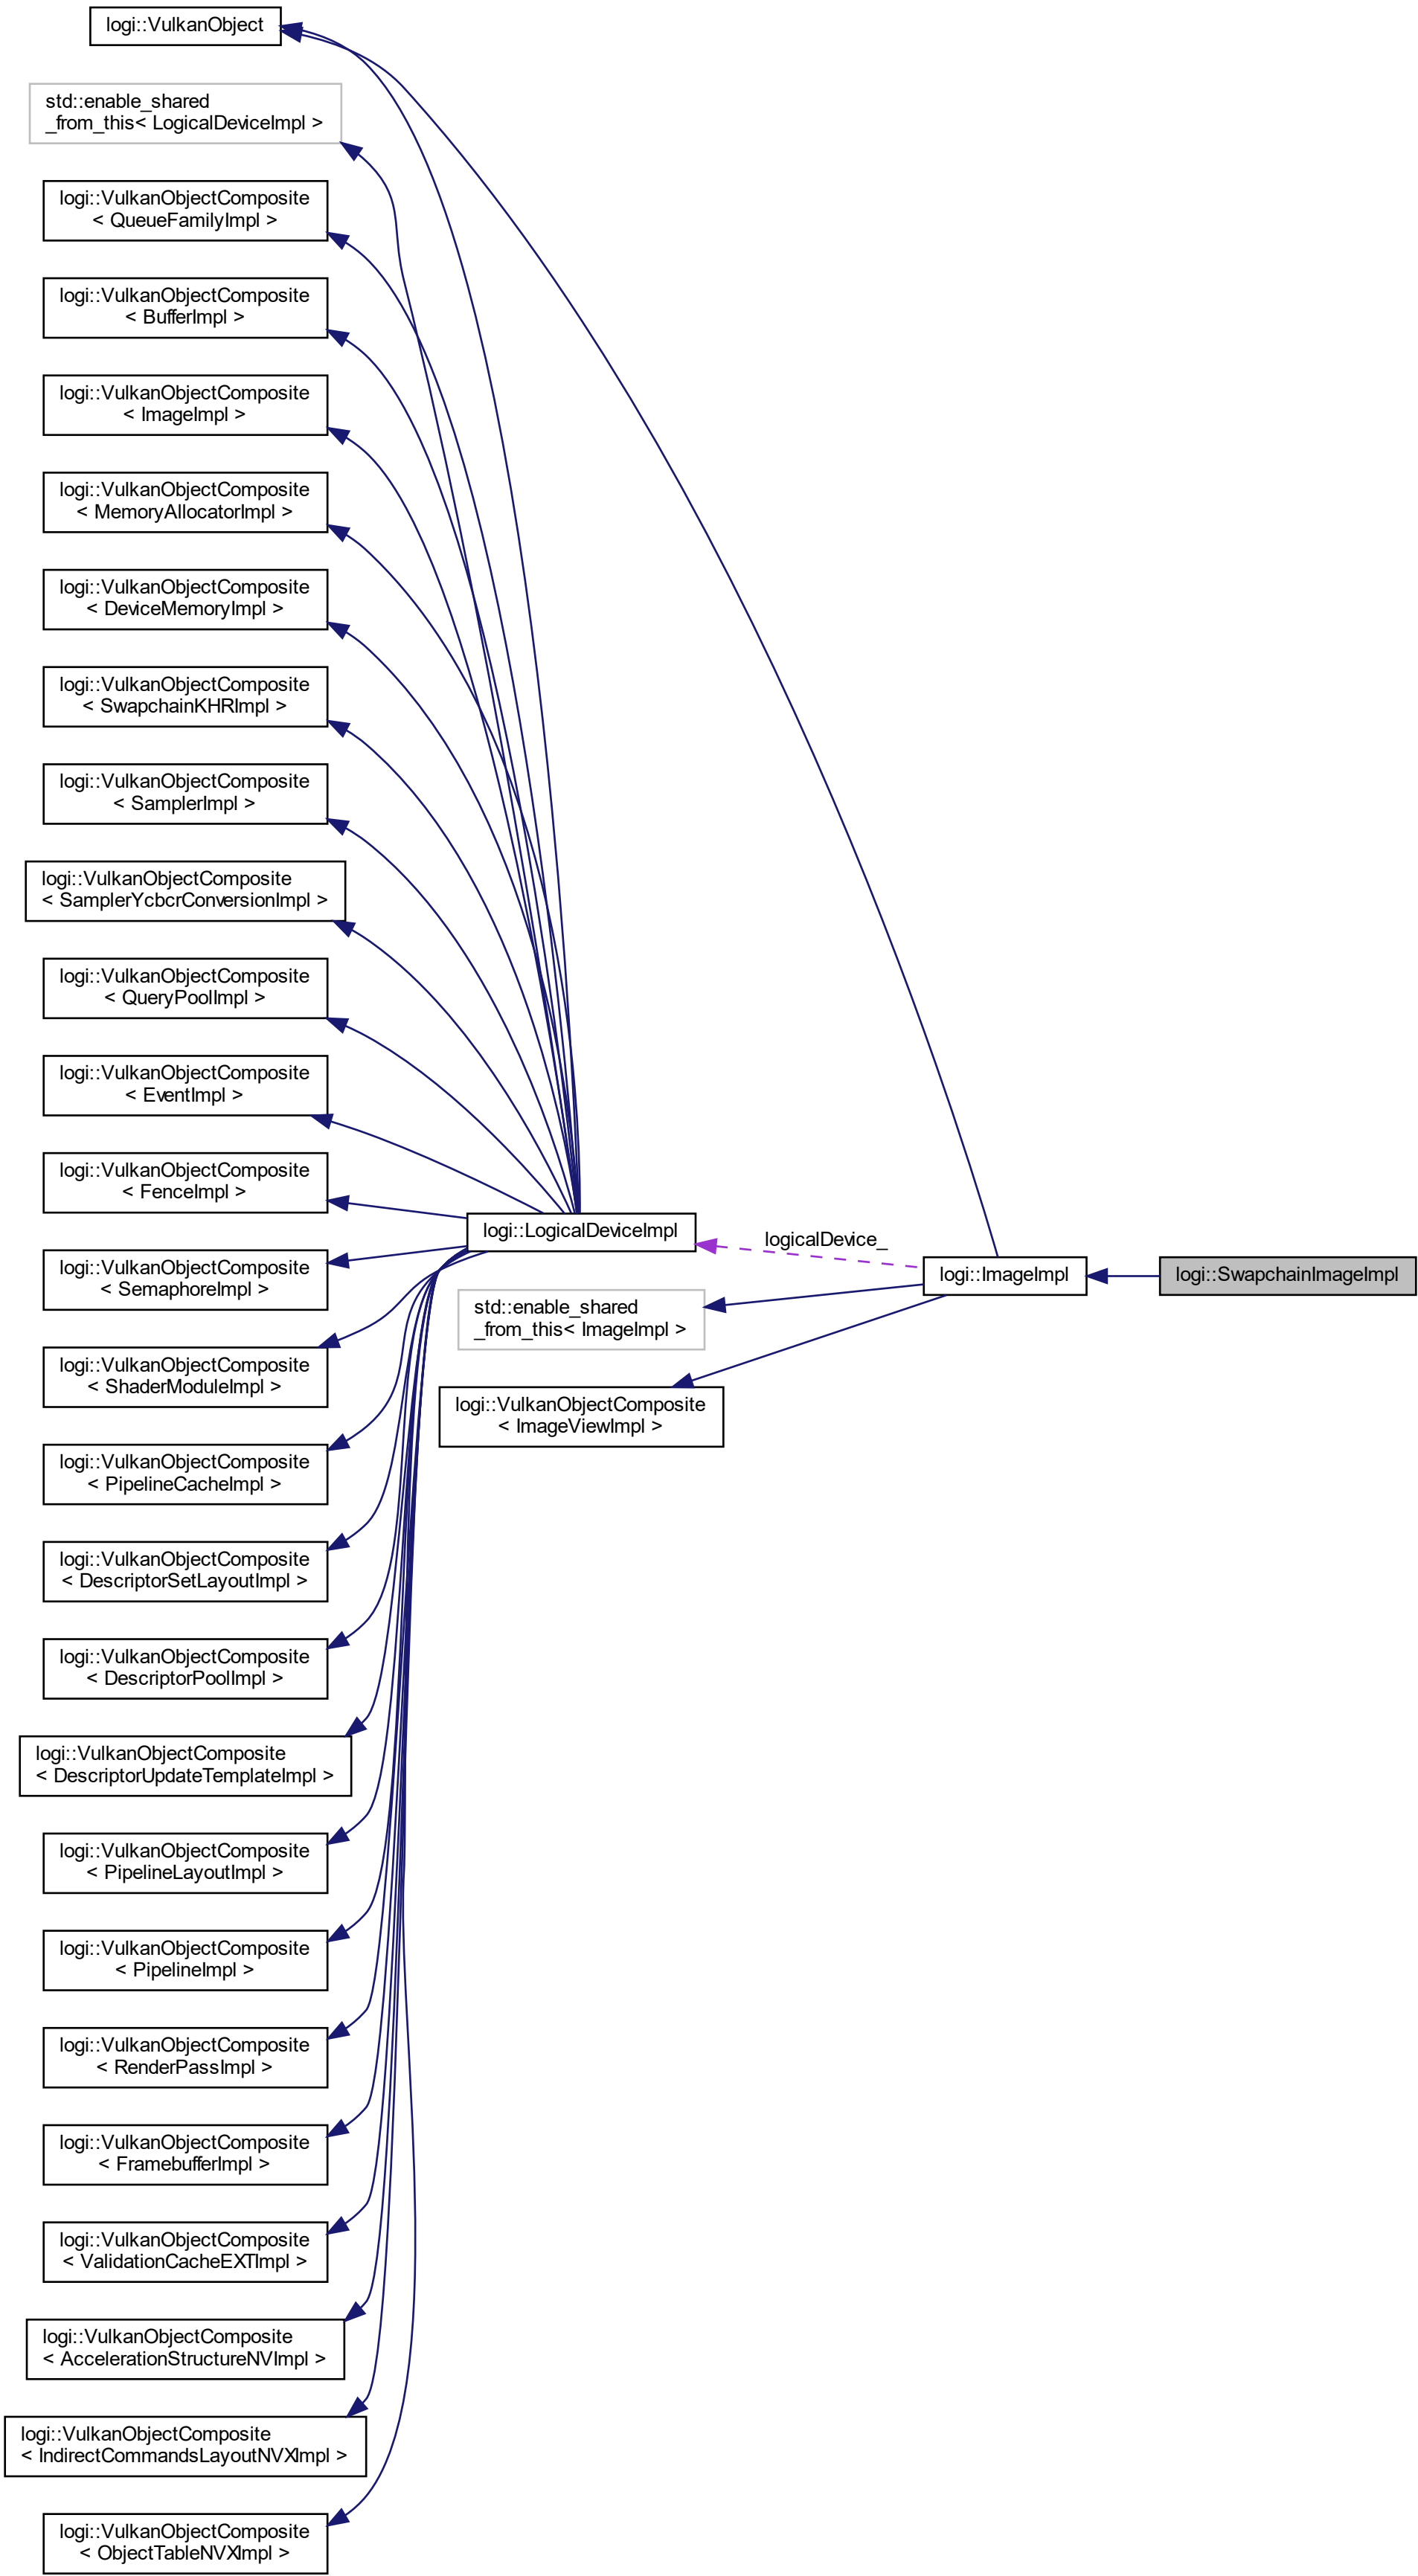 logi::VulkanObject
std::enable_shared
_from_this< LogicalDeviceImpl >
logi::VulkanObjectComposite
< QueueFamilyImpl >
logi::VulkanObjectComposite
< BufferImpl >
logi::VulkanObjectComposite
< ImageImpl >
logi::VulkanObjectComposite
< MemoryAllocatorImpl >
logi::VulkanObjectComposite
< DeviceMemoryImpl >
logi::VulkanObjectComposite
< SwapchainKHRImpl >
logi::VulkanObjectComposite
< SamplerImpl >
logi::VulkanObjectComposite
< SamplerYcbcrConversionImpl >
logi::VulkanObjectComposite
< QueryPoolImpl >
logi::VulkanObjectComposite
< EventImpl >
logi::VulkanObjectComposite
< FenceImpl >
logi::VulkanObjectComposite
< SemaphoreImpl >
logi::VulkanObjectComposite
< ShaderModuleImpl >
logi::VulkanObjectComposite
< PipelineCacheImpl >
logi::VulkanObjectComposite
< DescriptorSetLayoutImpl >
logi::VulkanObjectComposite
< DescriptorPoolImpl >
logi::VulkanObjectComposite
< DescriptorUpdateTemplateImpl >
logi::VulkanObjectComposite
< PipelineLayoutImpl >
logi::VulkanObjectComposite
< PipelineImpl >
logi::VulkanObjectComposite
< RenderPassImpl >
logi::VulkanObjectComposite
< FramebufferImpl >
logi::VulkanObjectComposite
< ValidationCacheEXTImpl >
logi::VulkanObjectComposite
< AccelerationStructureNVImpl >
logi::VulkanObjectComposite
< IndirectCommandsLayoutNVXImpl >
logi::VulkanObjectComposite
< ObjectTableNVXImpl >
logi::LogicalDeviceImpl
logicalDevice_
std::enable_shared
_from_this< ImageImpl >
logi::VulkanObjectComposite
< ImageViewImpl >
logi::ImageImpl
logi::SwapchainImageImpl